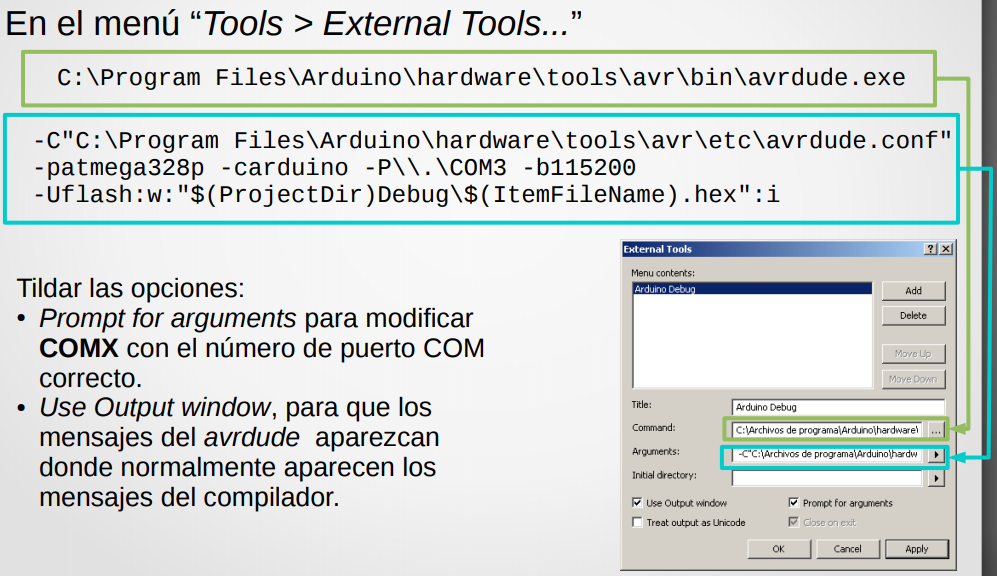 En el menú “Tools > External Tools...”
C:\Program Files\Arduino\hardware\tools\avr\bin\avrdude.exe
-C"C:\Program Files\Arduino\hardware\tools\avr\etc\avrdude.conf"
-patmega328p -carduino -P\\.\COM3 -b115200
-Uflash:w:"$(ProjectDir)Debug\$(ItemFileName).hex":i
Tildar las opciones:
• Prompt for arguments para modificar
COMX con el número de puerto COM
correcto.
• Use Output window, para que los
mensajes del avrdude aparezcan
donde normalmente aparecen los
mensajes del compilador.
External Tools
Menu contents:
Arduino Debug
Add
Delete
Move Up
Move Down
Title:
Arduino Debug
Command:
C:\Archivos de programa\Arduino\hardware\
...
Arguments:
-C"C:\Archivos de programa\Arduino\hardw
Initial directory:
Use Output window
Prompt for arguments
Treat output as Unicode
Close on exit
OK
Cancel
Apply